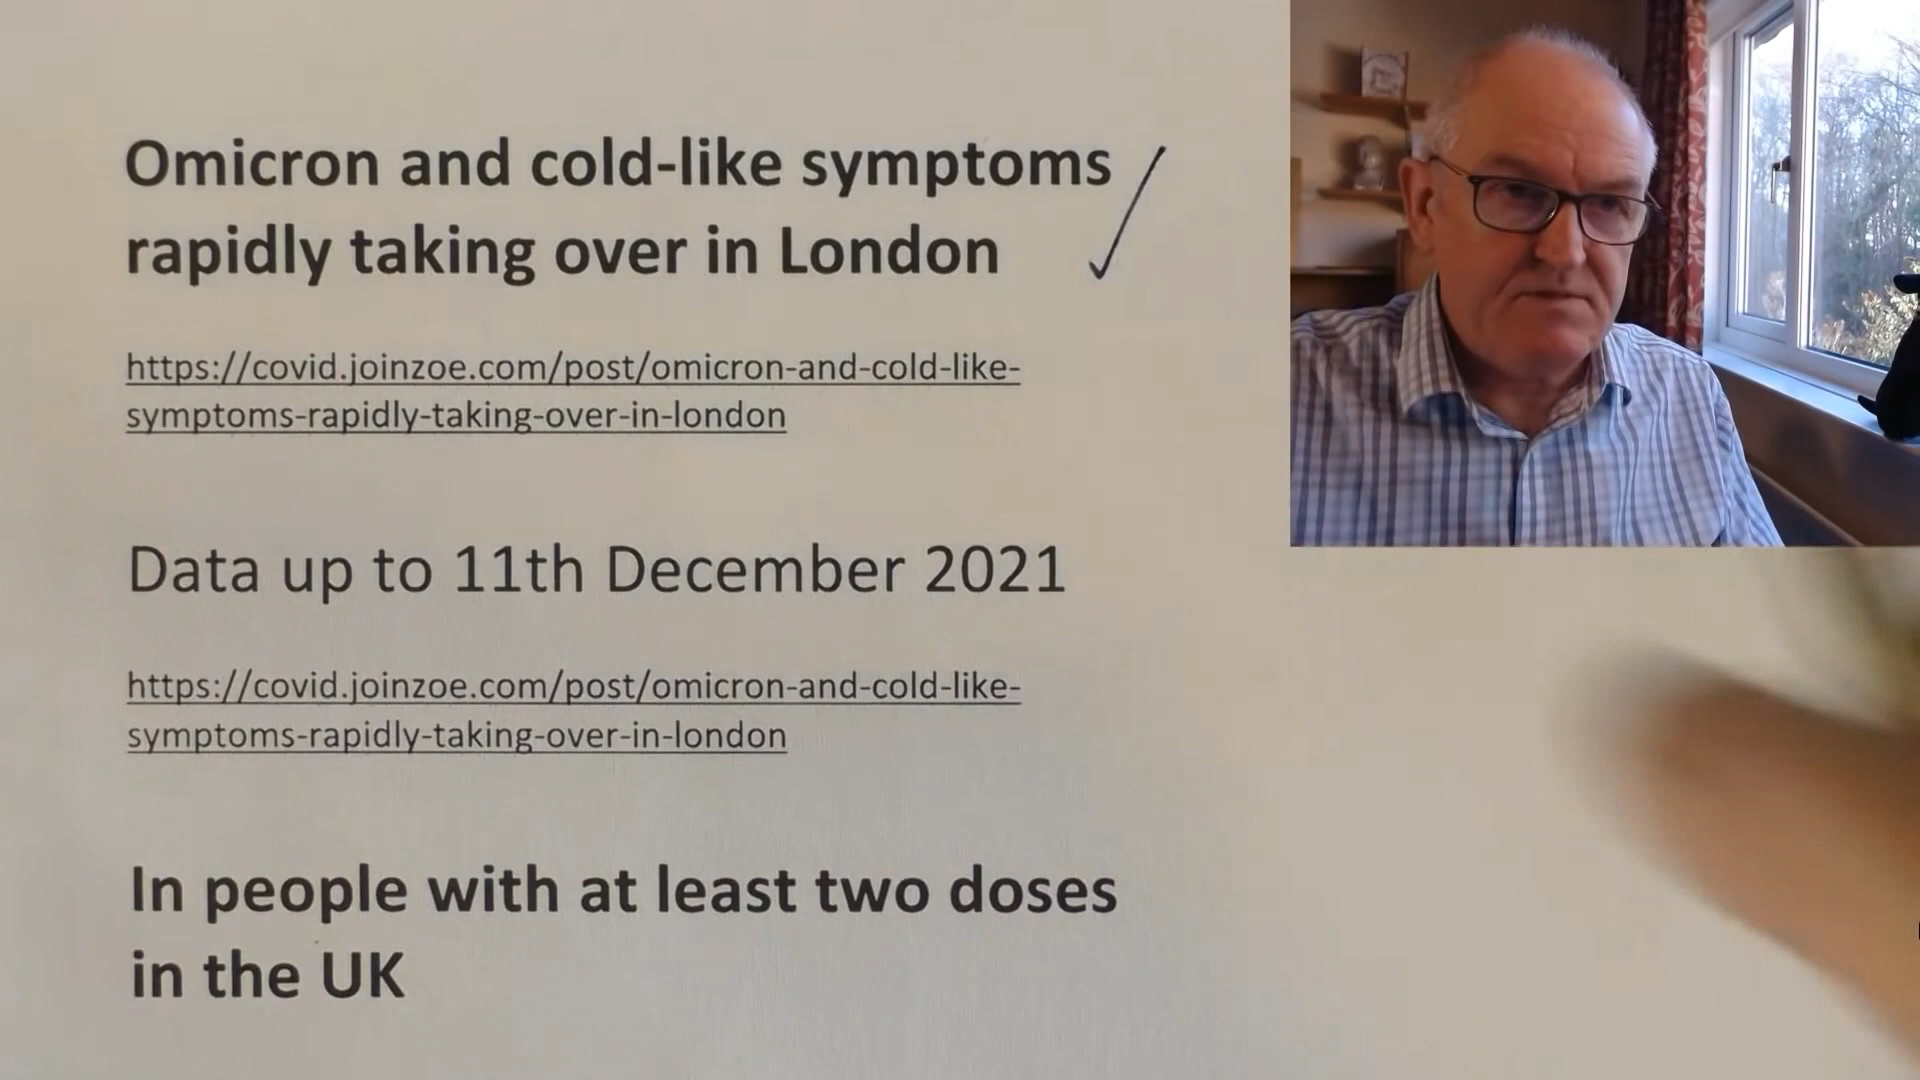 Omicron and cold-like symptoms
rapidly taking over in London
https://covid.joinzoe.com/post/omicron-and-cold-like-
symptoms-rapidly-taking-over-in-london
Data up to 11th December 2021
https://covid.joinzoe.com/post/omicron-and-cold-like-
symptoms-rapidly-taking-over-in-london
In people with at least two doses
in the UK